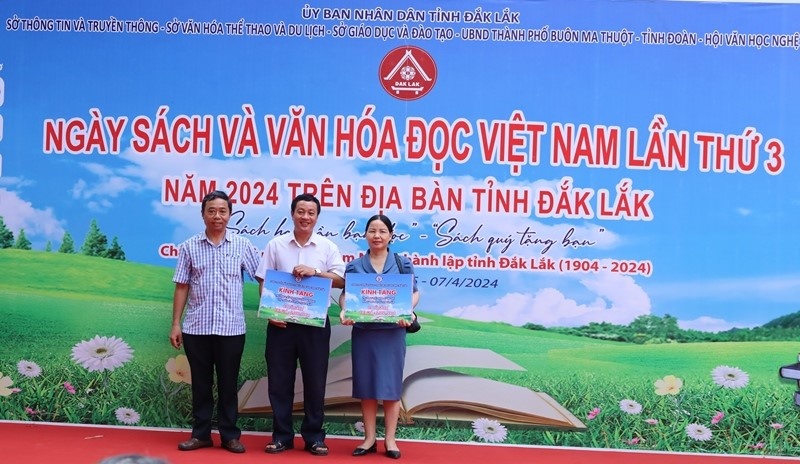 ỦY BAN NHÂN DÂN TỈNH ĐẮK LẮK
SỞ THÔNG TIN VÀ TRUYỀN THÔNG - SỞ VĂN HÓA THỂ THAO VÀ DU LỊCH - SỞ GIÁO DỤC VÀ ĐÀO TẠO - UBND THÀNH PHỐ BUÔN MA THUỘT - TỈNH ĐOÀN - HỘI VĂN HỌC NGHỆ
ĐẮK LẮK
NGÀY SÁCH VÀ VĂN HÓA ĐỌC VIỆT NAM LẦN THỨ 3
NĂM 2024 TRÊN ĐỊA BÀN TỈNH ĐẮK LẮK
"Sách bạn đọc" - "Sách quý tặng bạn"
thành lập tỉnh Đắk Lắk (1904 - 2024)
07/4/2024
KÍNH TẶNG
KÍNH TẶNG